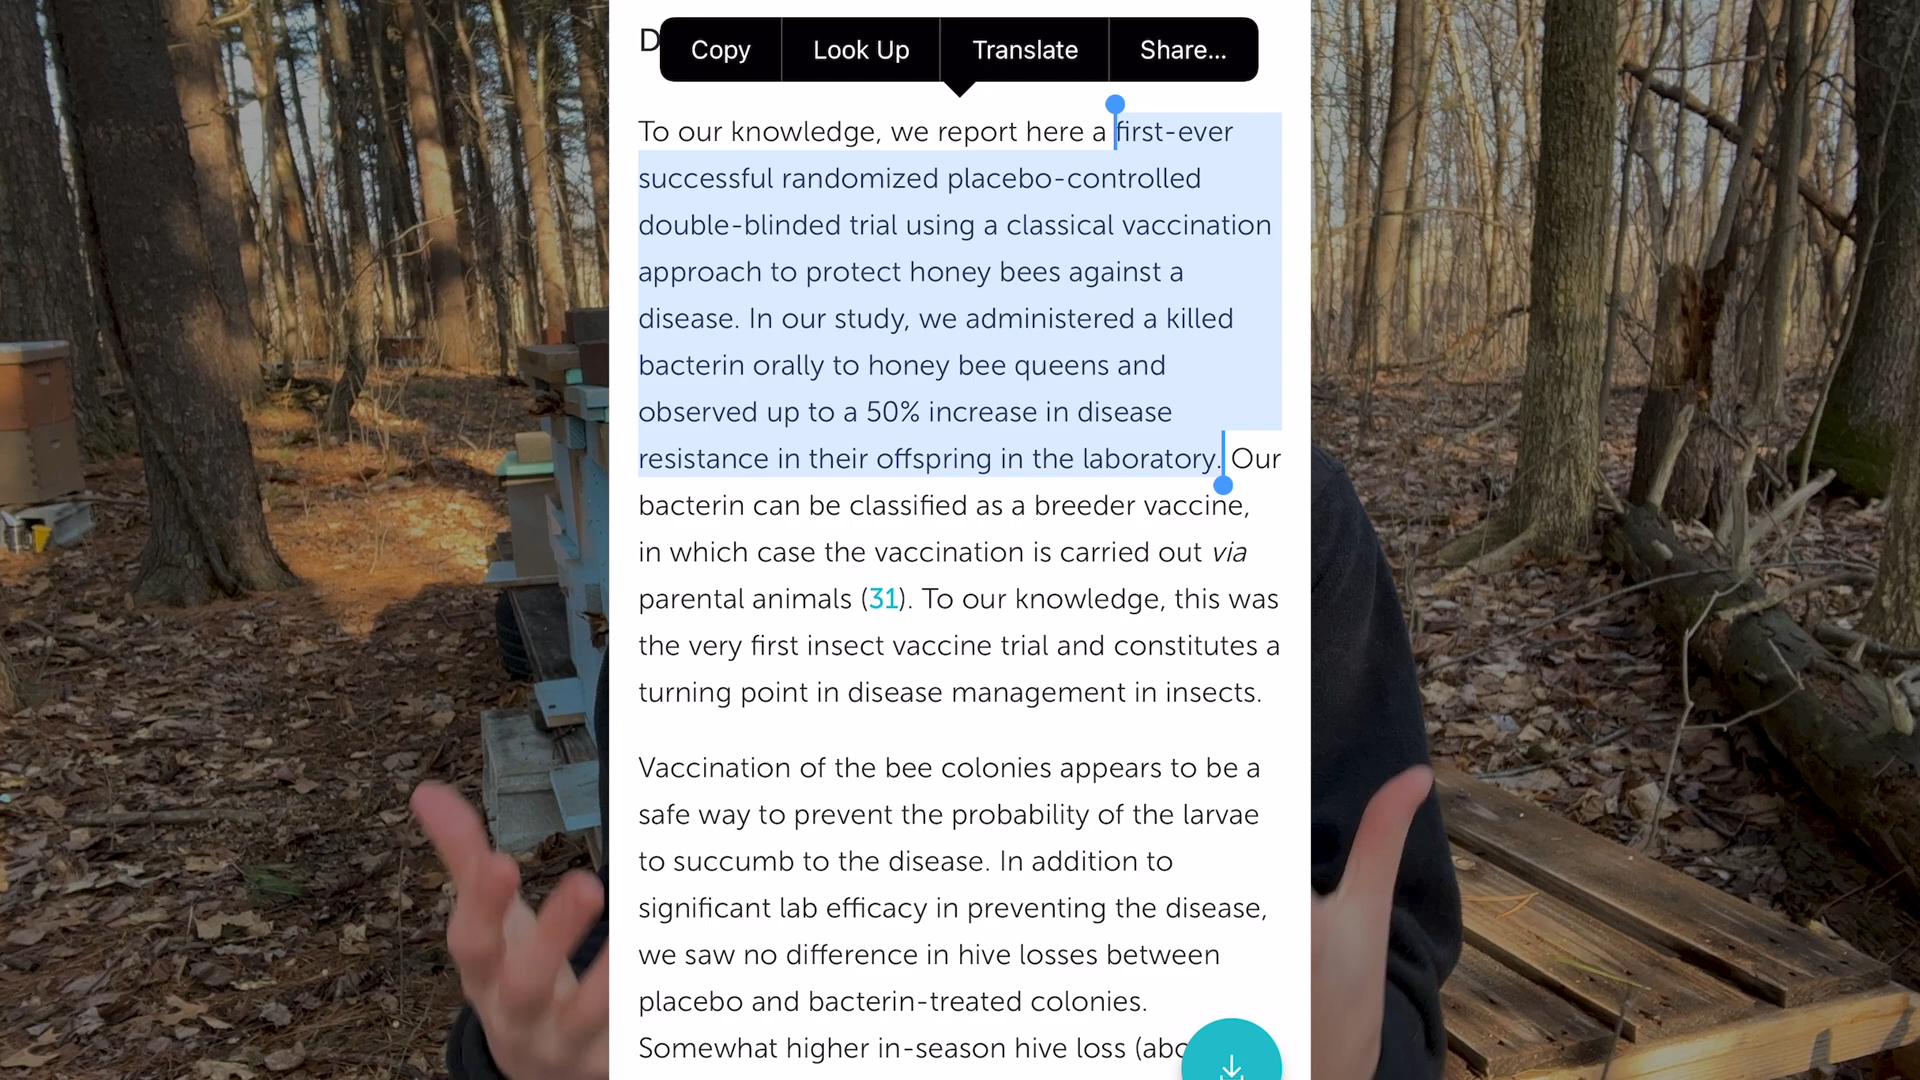 D
Copy
Look Up
Translate
Share...
To our knowledge, we report here a first-ever
successful randomized placebo-controlled
double-blinded trial using a classical vaccination
approach to protect honey bees against a
disease. In our study, we administered a killed
bacterin orally to honey bee queens and
observed up to a 50% increase in disease
resistance in their offspring in the laboratory. Our
bacterin can be classified as a breeder vaccine,
in which case the vaccination is carried out via
parental animals (31). To our knowledge, this was
the very first insect vaccine trial and constitutes a
turning point in disease management in insects.
Vaccination of the bee colonies appears to be a
safe way to prevent the probability of the larvae
to succumb to the disease. In addition to
significant lab efficacy in preventing the disease,
we saw no difference in hive losses between
placebo and bacterin-treated colonies.
Somewhat higher in-season hive loss